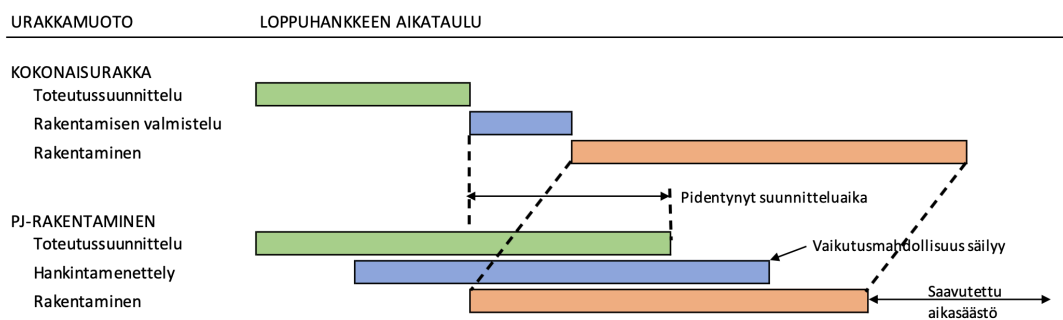 URAKKAMUOTO LOPPUHANKKEEN AIKATAULU
KOKONAISURAKKA
Toteutussuunnittelu
Rakentamisen valmistelu
Rakentaminen
Pidentynyt suunnitteluaika
PJ-RAKENTAMINEN
Toteutussuunnittelu
Vaikutusmahdollisuus säilyy
Hankintamenettely
Rakentaminen
Saavutettu
aikasäästö